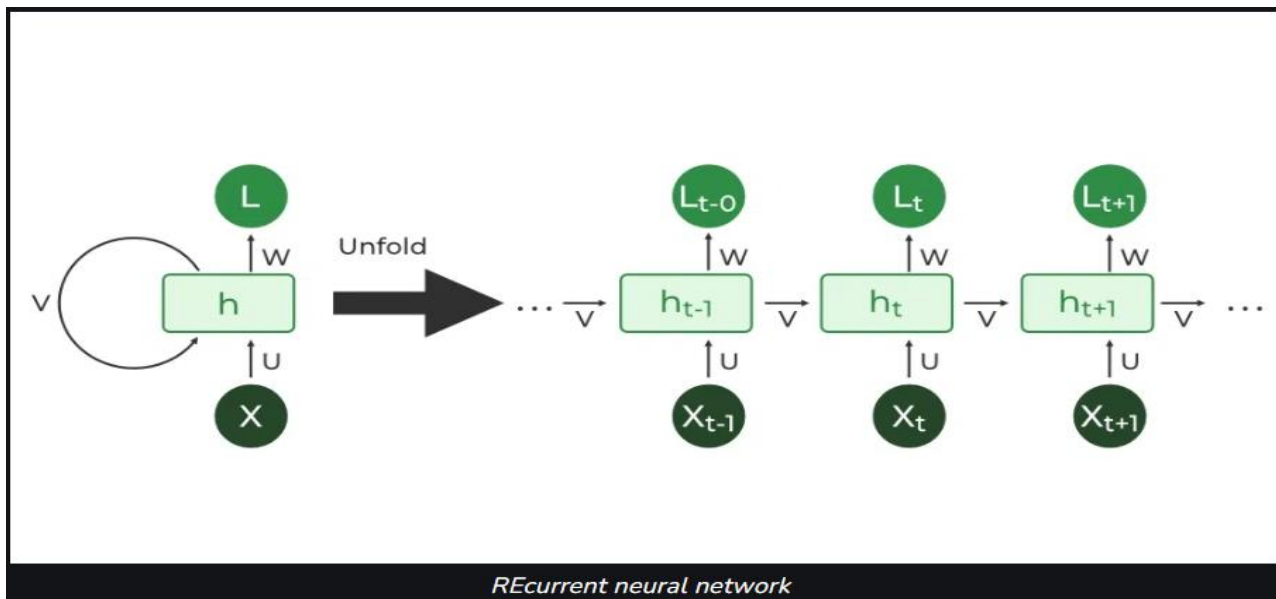 L
W
V
h
U
X
Unfold
L t-0
L t
L t+1
W
W
W
...
V
h t-1
V
h t
V
h t+1
V
...
U
U
U
X t-1
X t
X t+1
REcurrent neural network